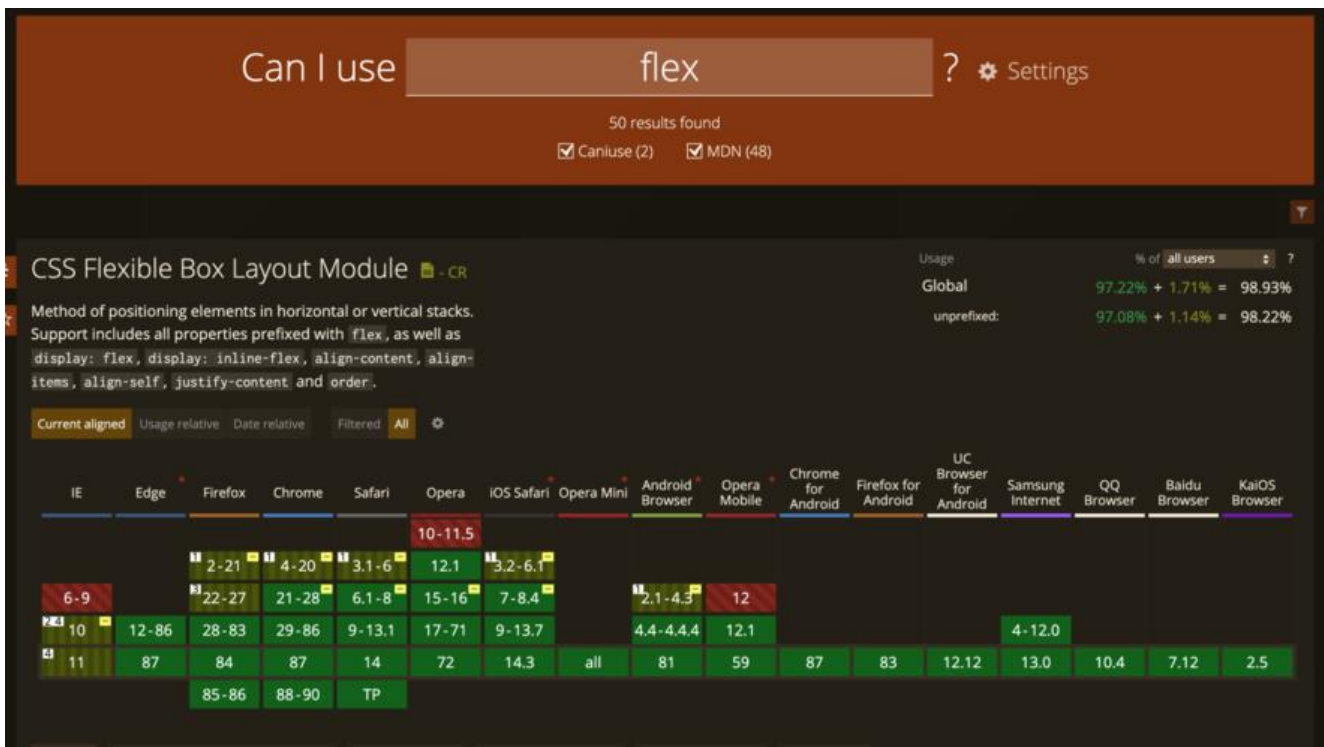 Can I use flex ? Settings
50 results found
Caniuse (2) MDN (48)
CSS Flexible Box Layout Module - CR
Usage % of all users ?
Global 97.22% + 1.71% = 98.93%
unprefixed: 97.08% + 1.14% = 98.22%
Method of positioning elements in horizontal or vertical stacks.
Support includes all properties prefixed with flex, as well as
display: flex, display: inline-flex, align-content, align-
items, align-self, justify-content and order.
Current aligned Usage relative Date relative Filtered All
IE Edge * Firefox Chrome Safari Opera iOS Safari * Opera Mini * Android Browser * Opera Mobile * Chrome for Android Firefox for Android UC Browser for Android Samsung Internet QQ Browser Baidu Browser KaiOS Browser
10-11.5
1 2-21 - 1 4-20 - 1 3.1-6 - 12.1 1 3.2-6.1 -
6-9 3 22-27 21-28 - 6.1-8 - 15-16 - 7-8.4 - 1 2.1-4.3 - 12
2 4 10 - 12-86 28-83 29-86 9-13.1 17-71 9-13.7 4.4-4.4.4 12.1 4-12.0
4 11 87 84 87 14 72 14.3 all 81 59 87 83 12.12 13.0 10.4 7.12 2.5
85-86 88-90 TP